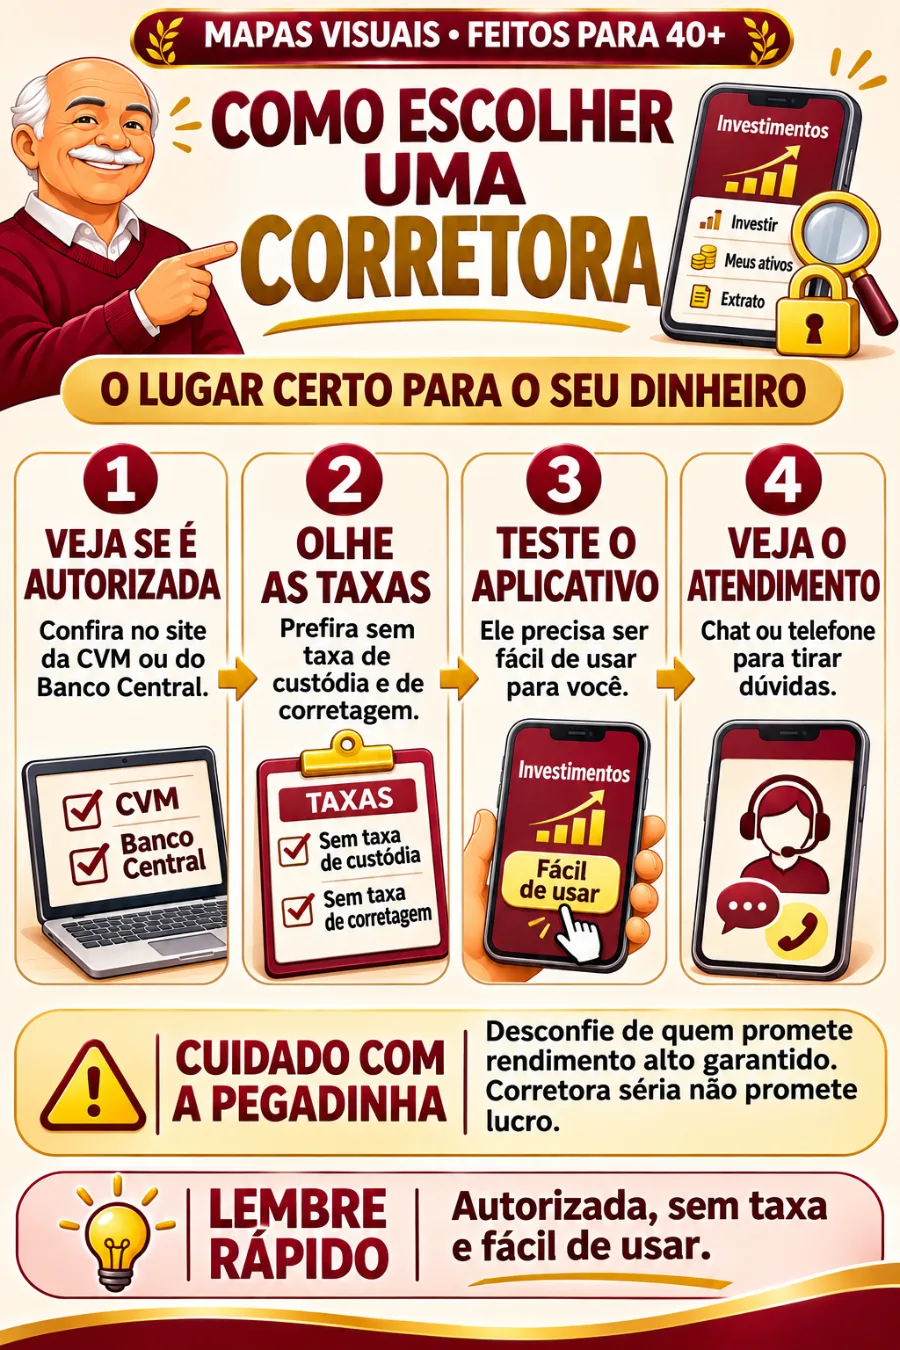 MAPAS VISUAIS • FEITOS PARA 40+
COMO ESCOLHER
UMA
CORRETORA
Investimentos
Investir
Meus ativos
Extrato
O LUGAR CERTO PARA O SEU DINHEIRO
1
VEJA SE É
AUTORIZADA
Confira no site
da CVM ou do
Banco Central.
CVM
Banco
Central
2
OLHE
AS TAXAS
Prefira sem
taxa de
custódia e de
corretagem.
TAXAS
Sem taxa
de custódia
Sem taxa
de corretagem
3
TESTE O
APLICATIVO
Ele precisa ser
fácil de usar
para você.
Investimentos
Fácil
de usar
4
VEJA O
ATENDIMENTO
Chat ou telefone
para tirar
dúvidas.
CUIDADO COM
A PEGADINHA
Desconfie de quem promete
rendimento alto garantido.
Corretora séria não promete
lucro.
LEMBRE
RÁPIDO
Autorizada, sem taxa
e fácil de usar.